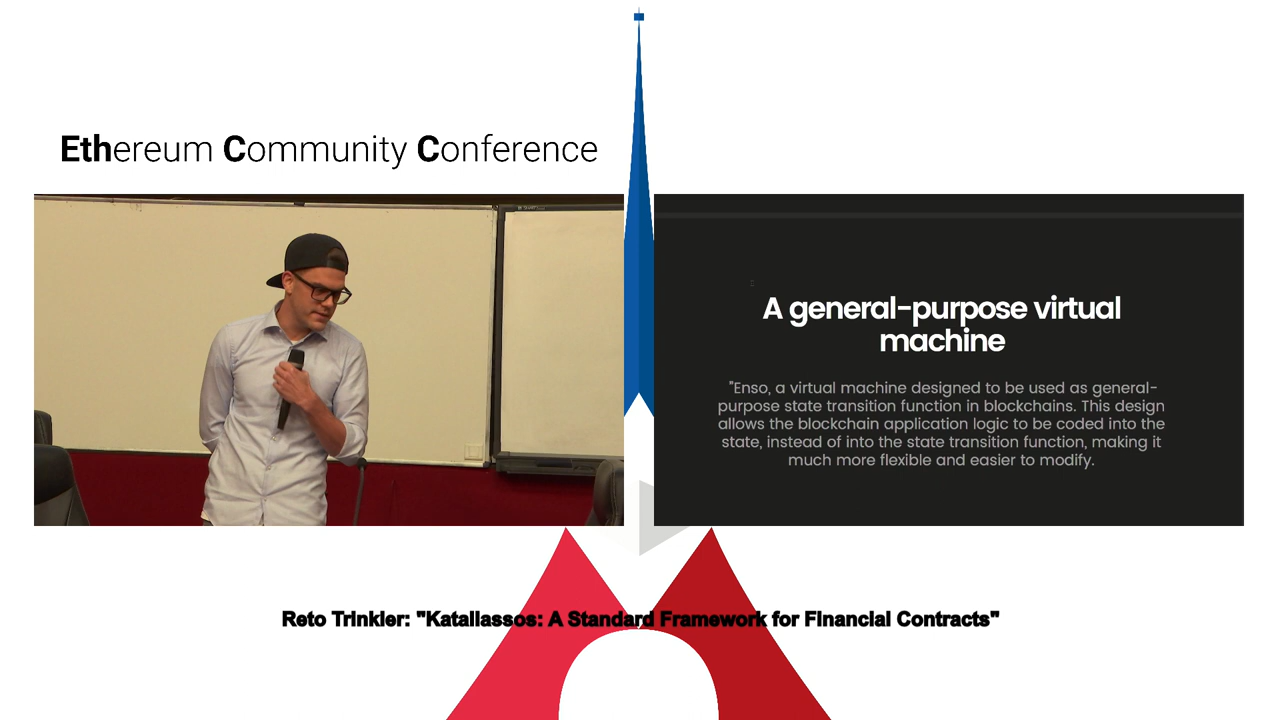 Ethereum Community Conference
A general-purpose virtual
machine
"Enso, a virtual machine designed to be used as general-
purpose state transition function in blockchains. This design
allows the blockchain application logic to be coded into the
state, instead of into the state transition function, making it
much more flexible and easier to modify.
Reto Trinkler: "Katallassos: A Standard Framework for Financial Contracts"